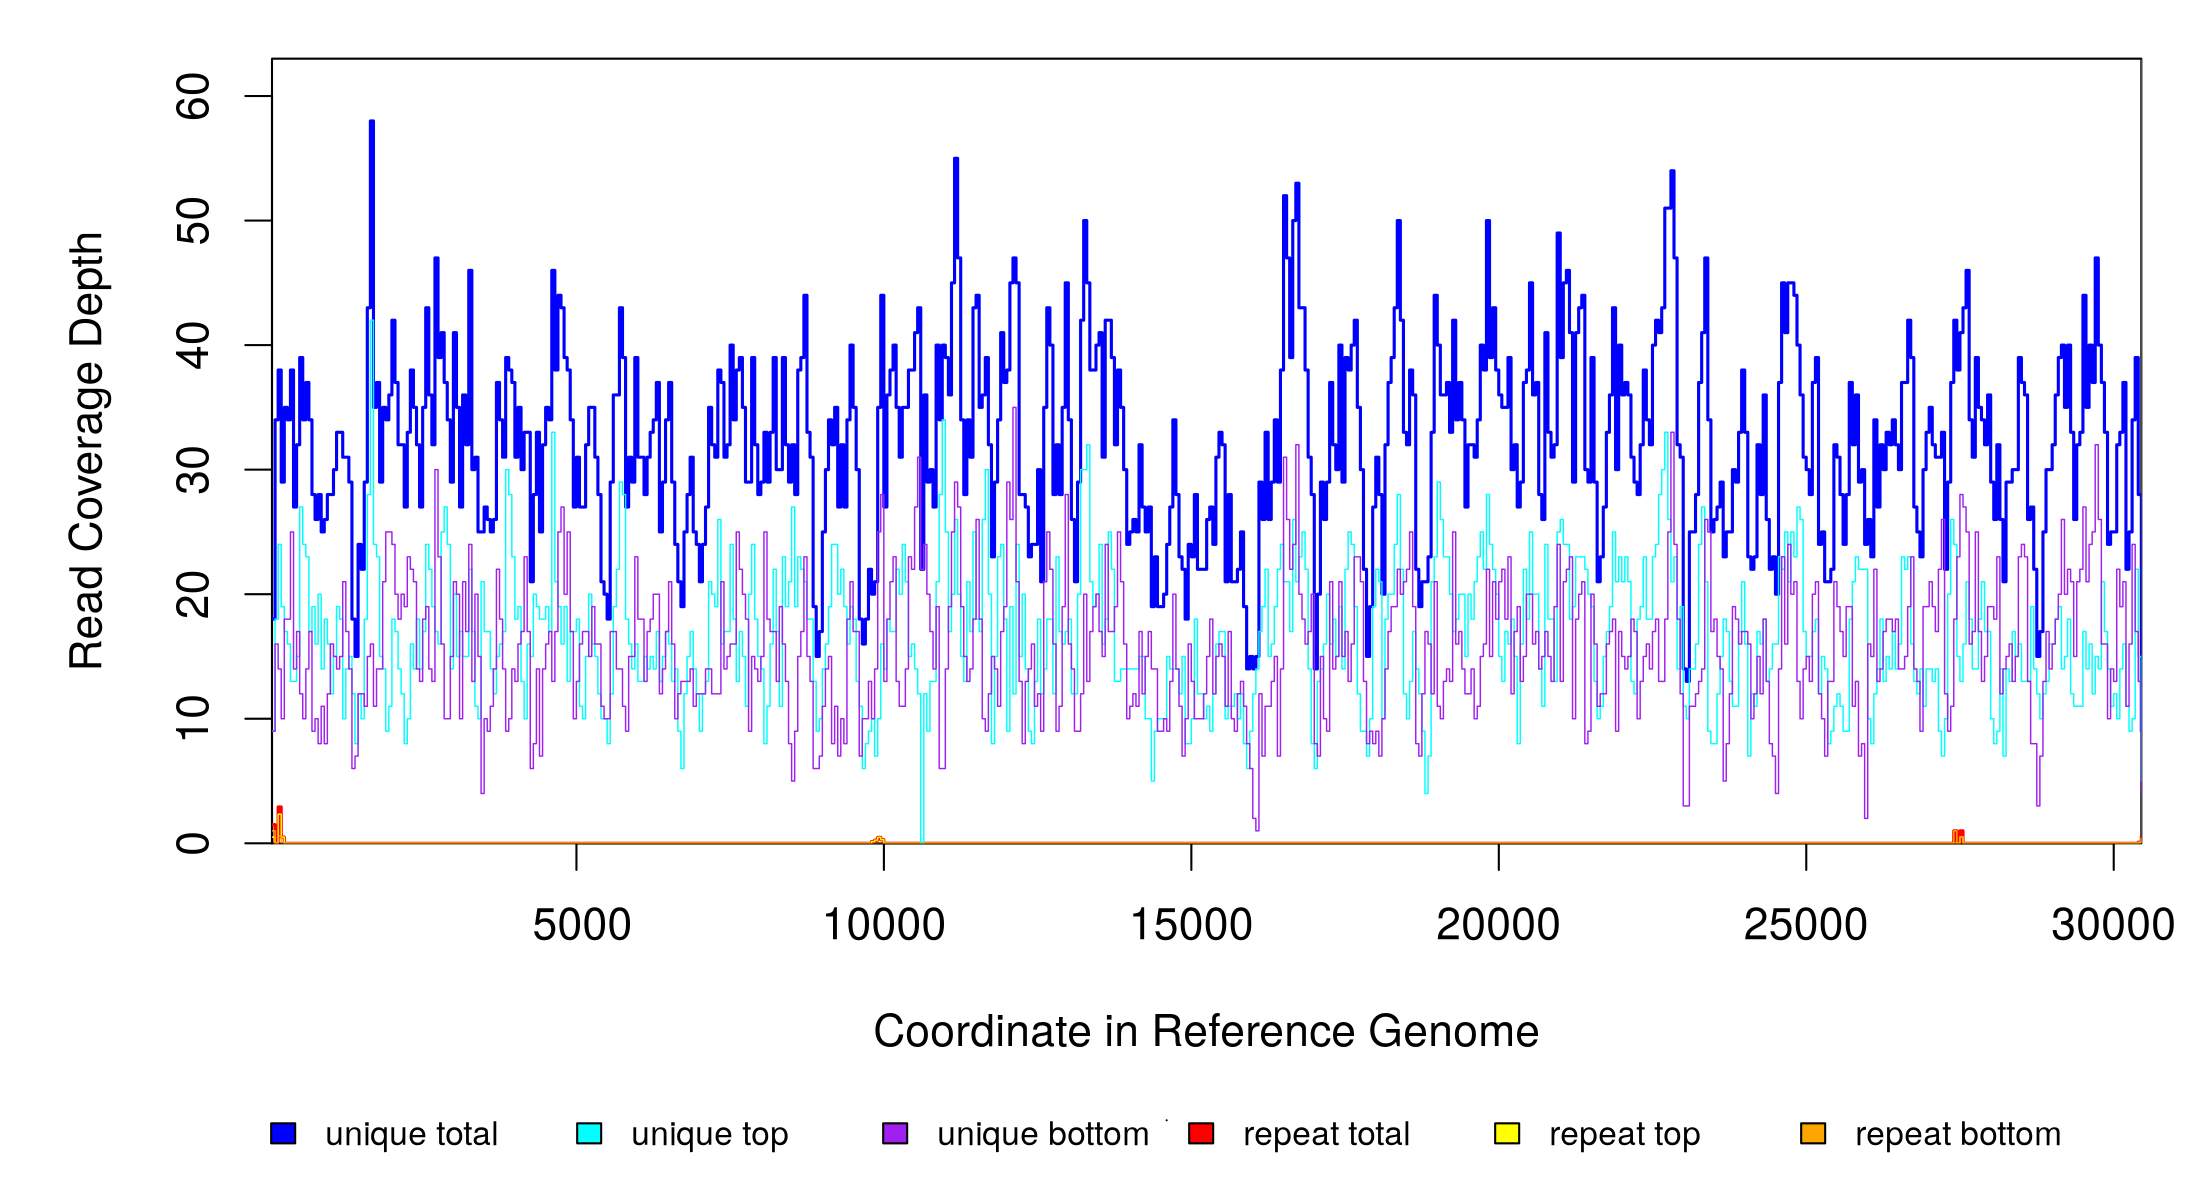 60
50
40
30
20
10
0
Read Coverage Depth
5000 10000 15000 20000 25000 30000
Coordinate in Reference Genome
unique total unique top unique bottom repeat total repeat top repeat bottom